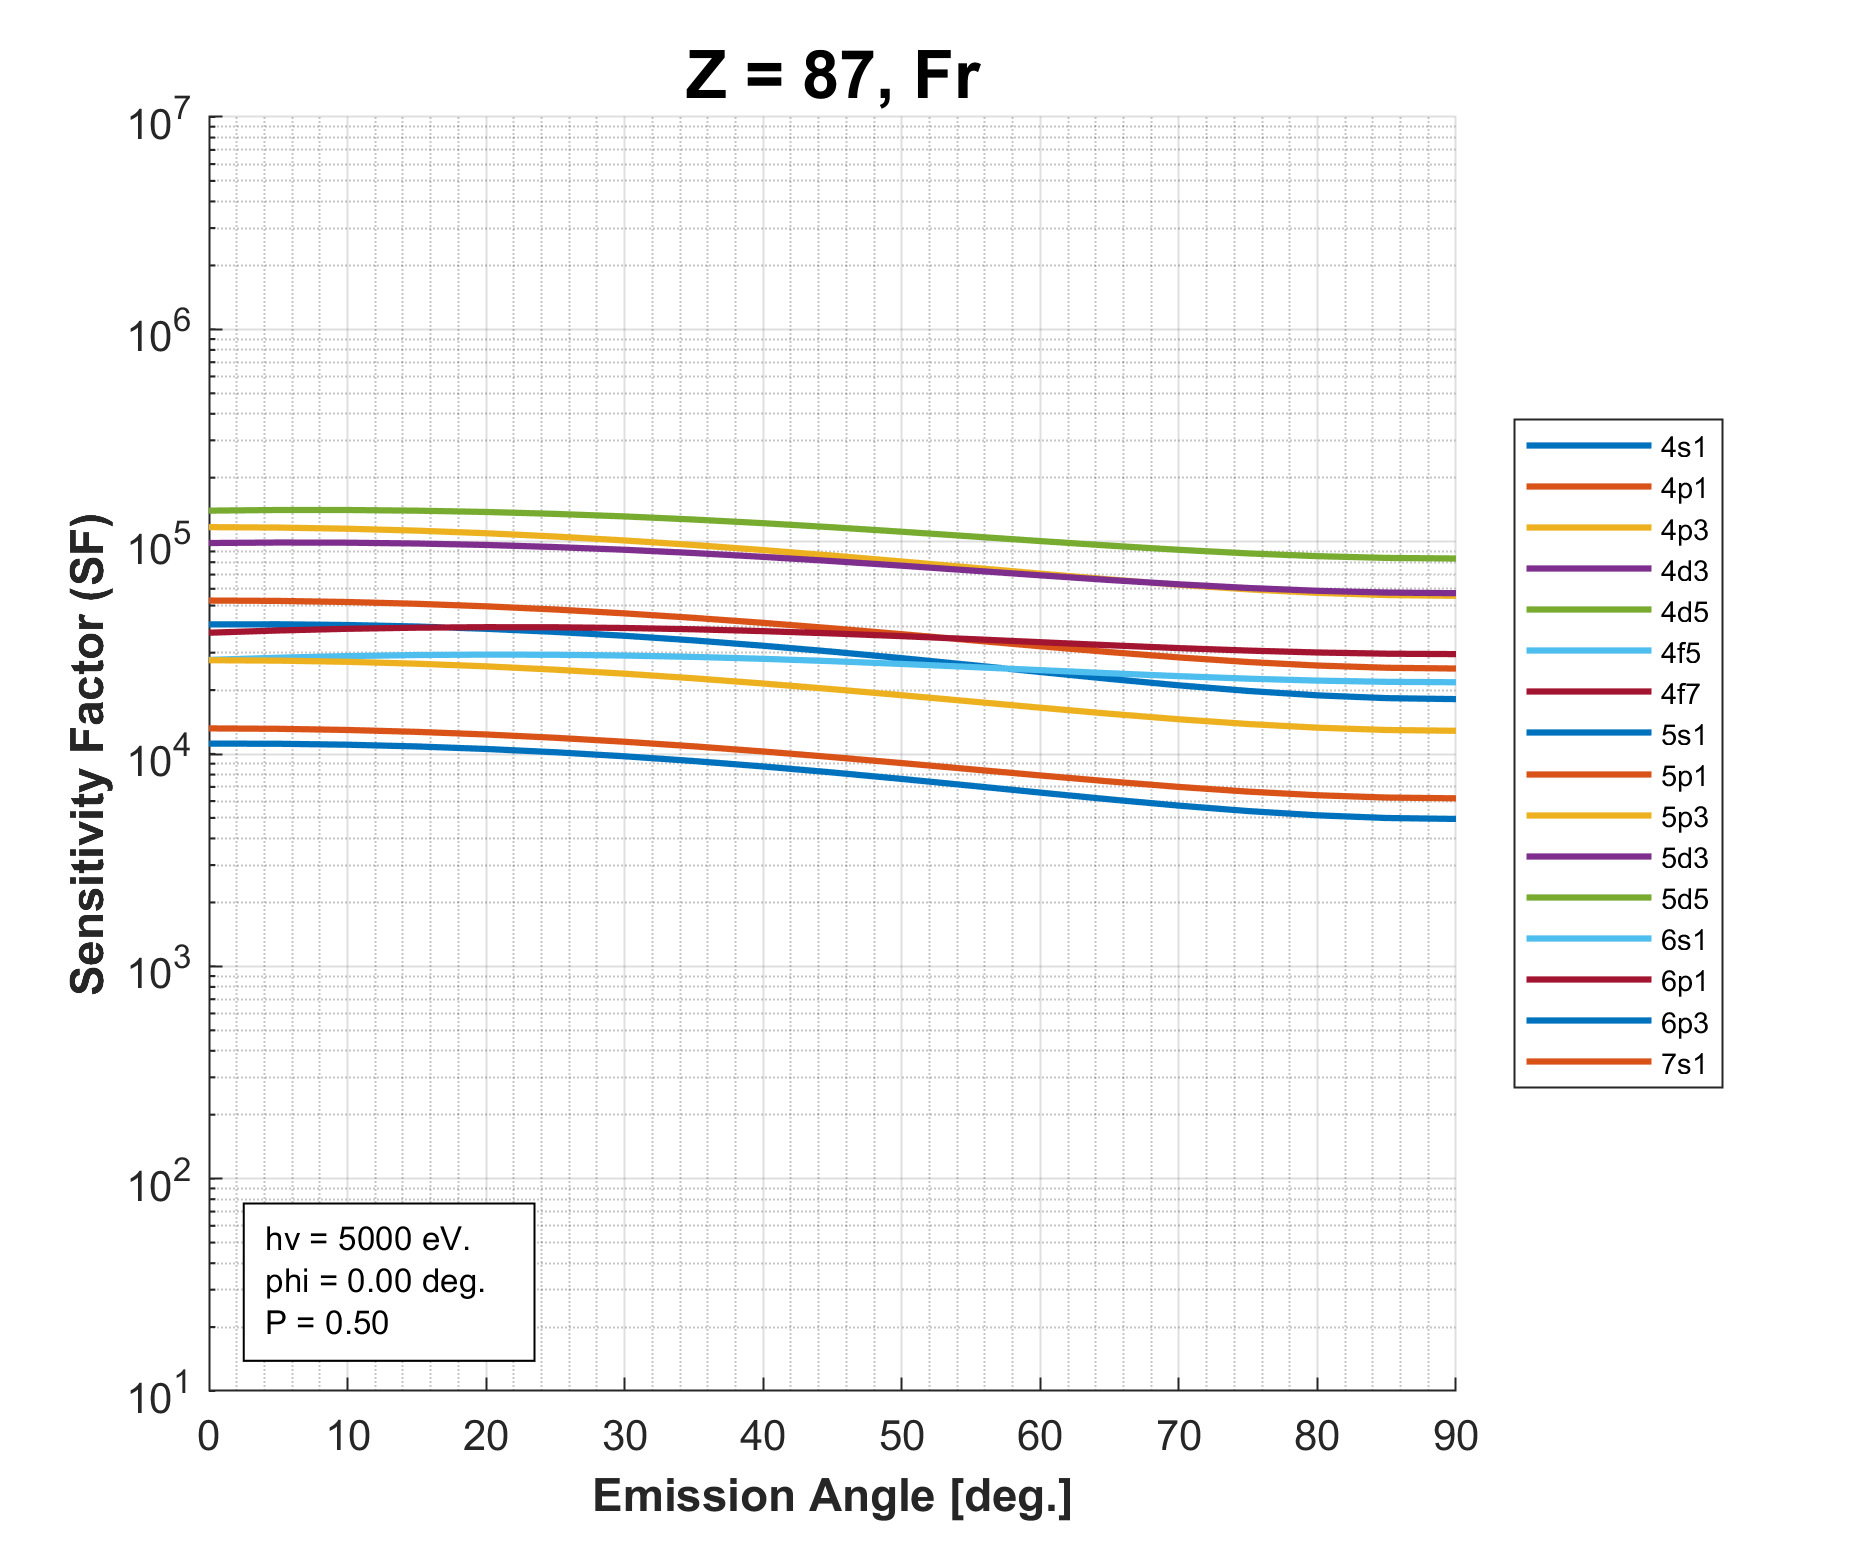 Z = 87, Fr
10^7
10^6
10^5
10^4
10^3
10^2
10^1
Sensitivity Factor (SF)
4s1
4p1
4p3
4d3
4d5
4f5
4f7
5s1
5p1
5p3
5d3
5d5
6s1
6p1
6p3
7s1
hv = 5000 eV.
phi = 0.00 deg.
P = 0.50
0 10 20 30 40 50 60 70 80 90
Emission Angle [deg.]